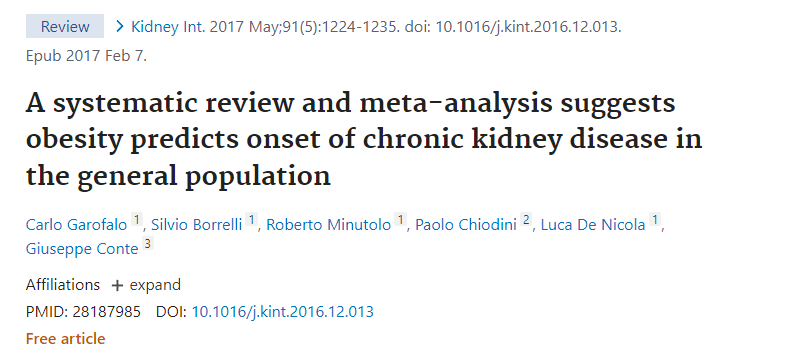 Review > Kidney Int. 2017 May;91(5):1224-1235. doi: 10.1016/j.kint.2016.12.013.
Epub 2017 Feb 7.
A systematic review and meta-analysis suggests
obesity predicts onset of chronic kidney disease in
the general population
Carlo Garofalo 1, Silvio Borrelli 1, Roberto Minutolo 1, Paolo Chiodini 2, Luca De Nicola 1,
Giuseppe Conte 3
Affiliations + expand
PMID: 28187985 DOI: 10.1016/j.kint.2016.12.013
Free article